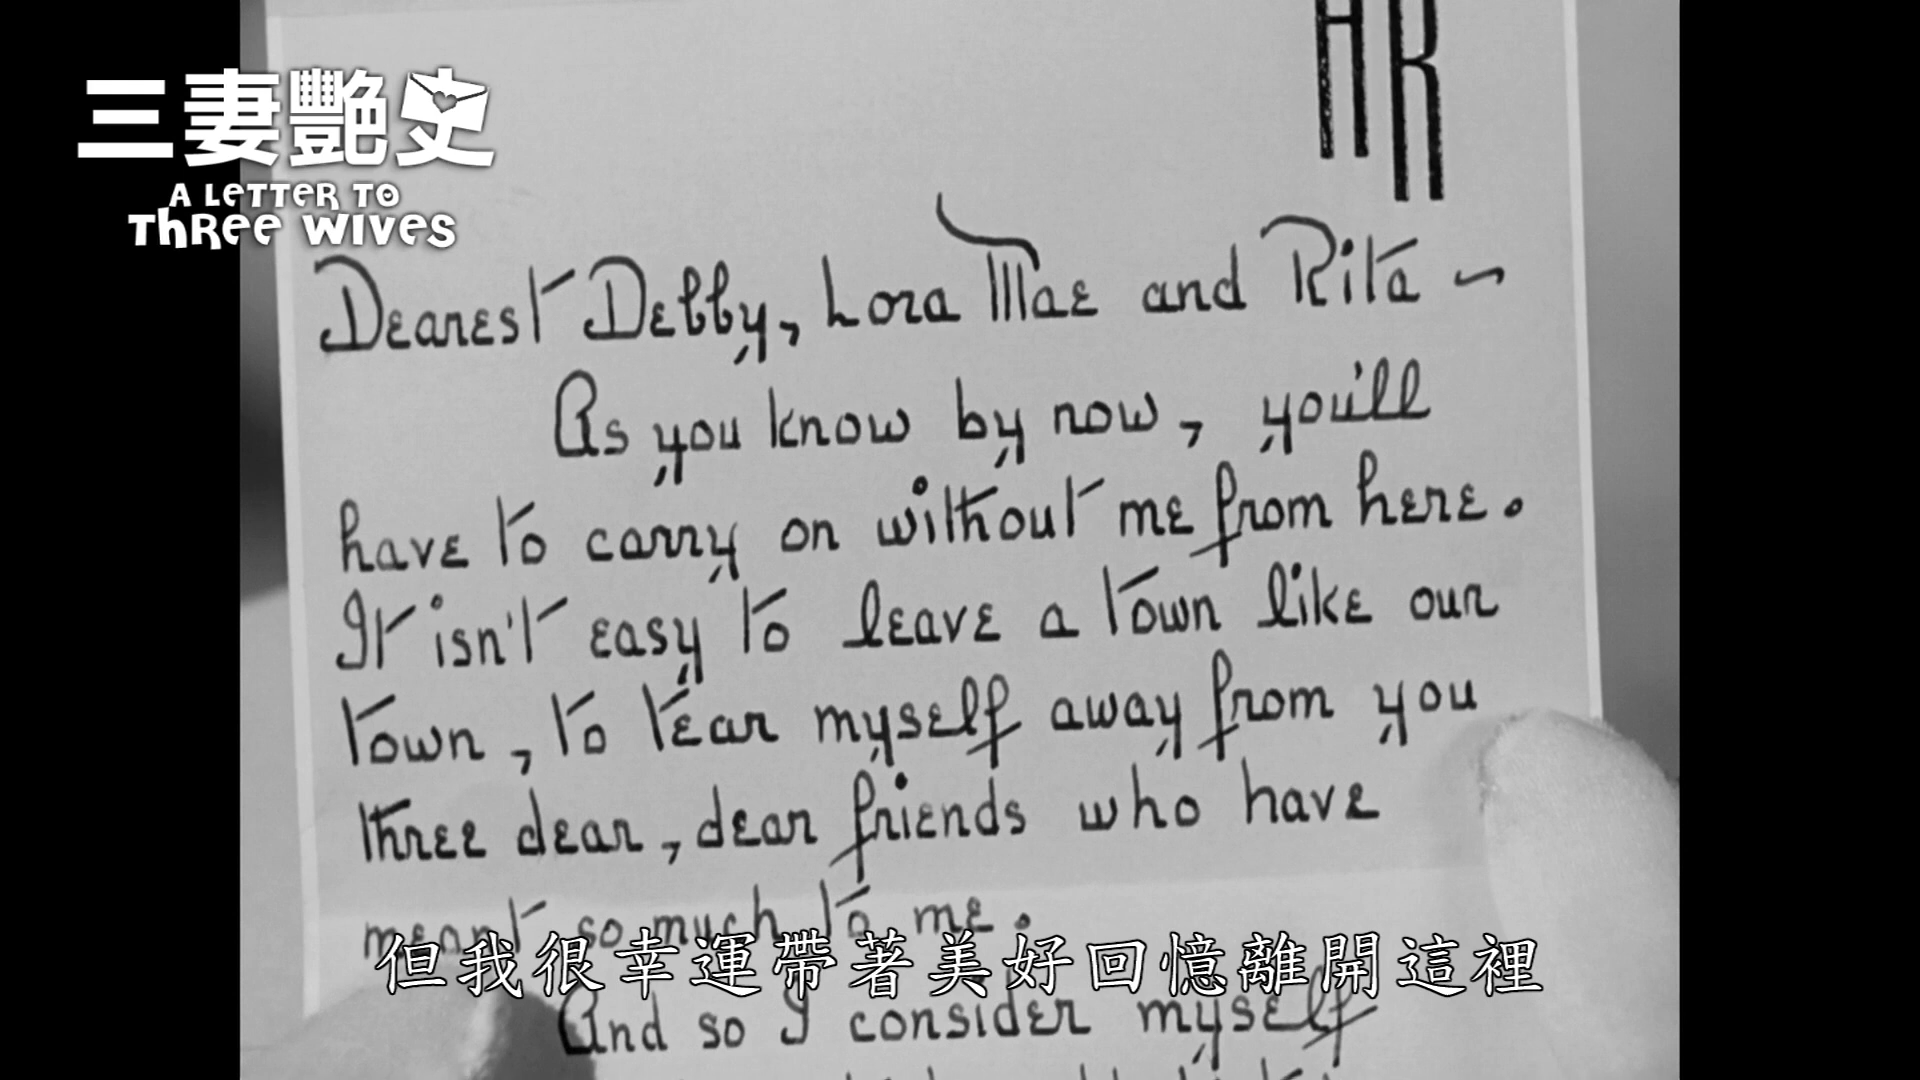 三妻艷史
A LETTER TO
THREE WIVES
AR
Dearest Debby, Lora Mae and Rita –
As you know by now, you'll
have to carry on without me from here.
It isn't easy to leave a town like our
town, to tear myself away from you
three dear, dear friends who have
meant so much to me.
但我很幸運帶著美好回憶離開這裡
And so I consider myself